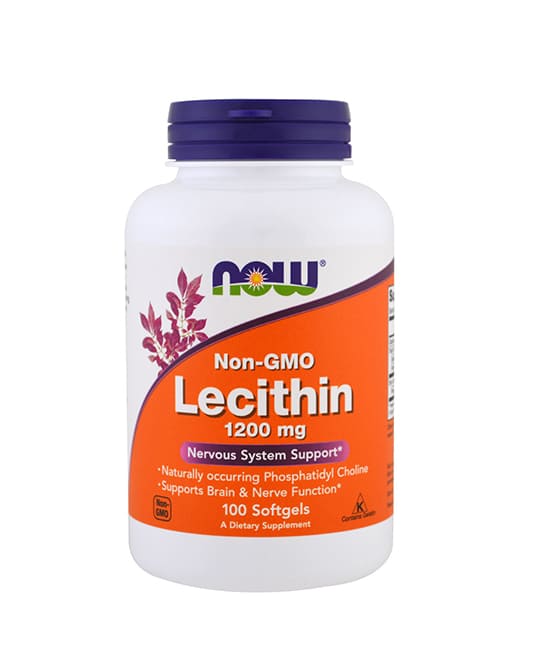 NOW®
Non-GMO
Lecithin
1200 mg
Nervous System Support*
•Naturally occurring Phosphatidyl Choline
•Supports Brain & Nerve Function*
Non-
GMO
100 Softgels
A Dietary Supplement
K
Contains Gelatin